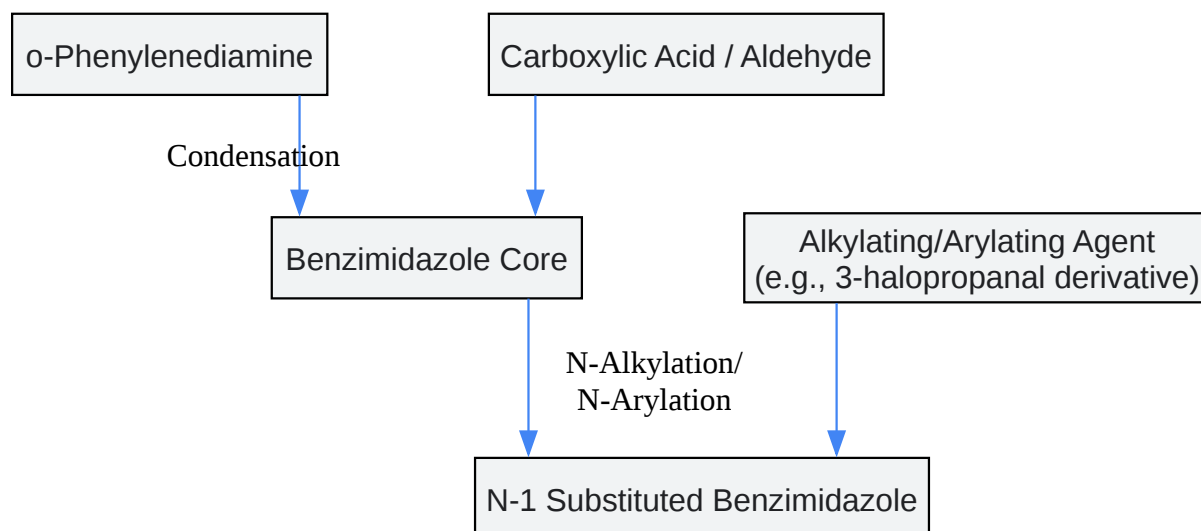 o-Phenylenediamine
Carboxylic Acid / Aldehyde
Condensation
Benzimidazole Core
Alkylating/Arylating Agent
(e.g., 3-halopropanal derivative)
N-Alkylation/
N-Arylation
N-1 Substituted Benzimidazole